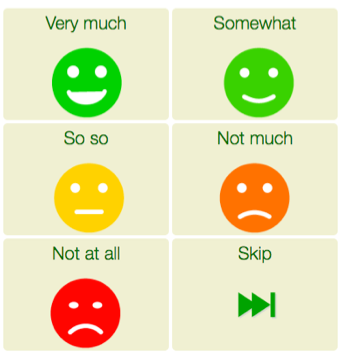 Very much
Somewhat
So so
Not much
Not at all
Skip